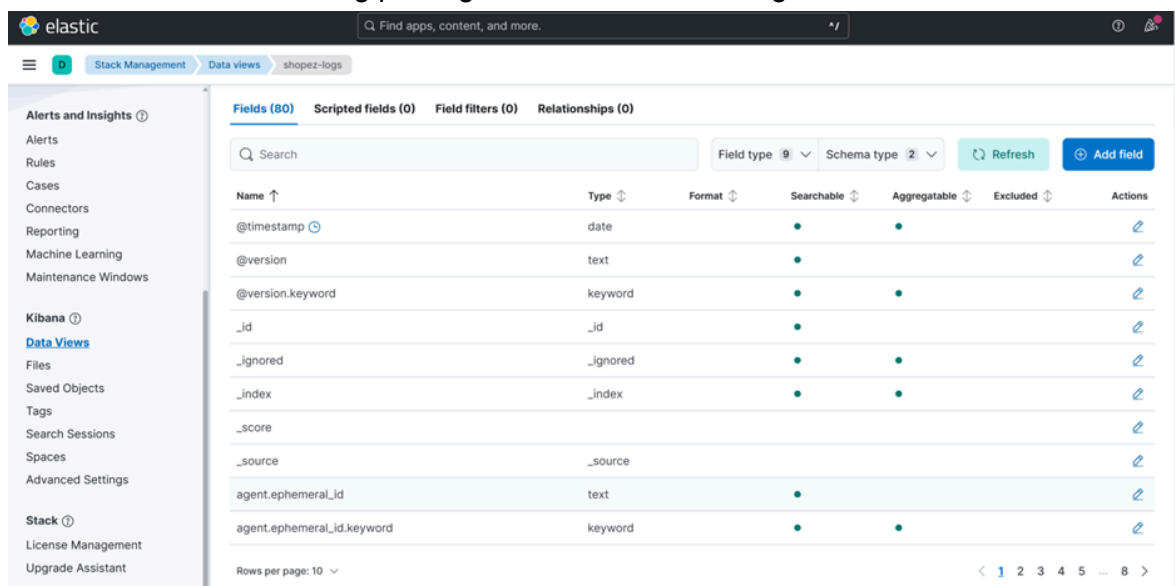 elastic
Find apps, content, and more.
^/
D
Stack Management
Data views
shopez-logs
Alerts and Insights
Alerts
Rules
Cases
Connectors
Reporting
Machine Learning
Maintenance Windows
Kibana
Data Views
Files
Saved Objects
Tags
Search Sessions
Spaces
Advanced Settings
Stack
License Management
Upgrade Assistant
Fields (80) Scripted fields (0) Field filters (0) Relationships (0)
Search Field type 9 Schema type 2 Refresh Add field
Name Type Format Searchable Aggregatable Excluded Actions
@timestamp date
@version text
@version.keyword keyword
_id _id
_ignored _ignored
_index _index
_score
_source _source
agent.ephemeral_id text
agent.ephemeral_id.keyword keyword
Rows per page: 10 1 2 3 4 5 ... 8